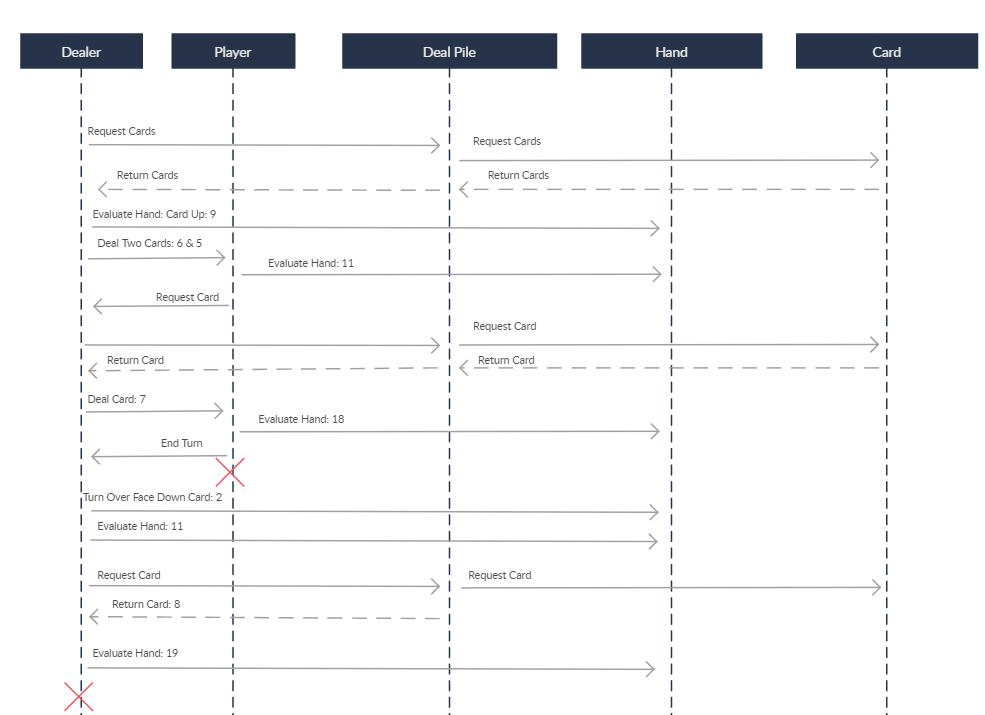 Dealer
Player
Deal Pile
Hand
Card
Request Cards
Request Cards
Return Cards
Return Cards
Evaluate Hand: Card Up: 9
Deal Two Cards: 6 & 5
Evaluate Hand: 11
Request Card
Request Card
Return Card
Return Card
Deal Card: 7
Evaluate Hand: 18
End Turn
Turn Over Face Down Card: 2
Evaluate Hand: 11
Request Card
Request Card
Return Card: 8
Evaluate Hand: 19